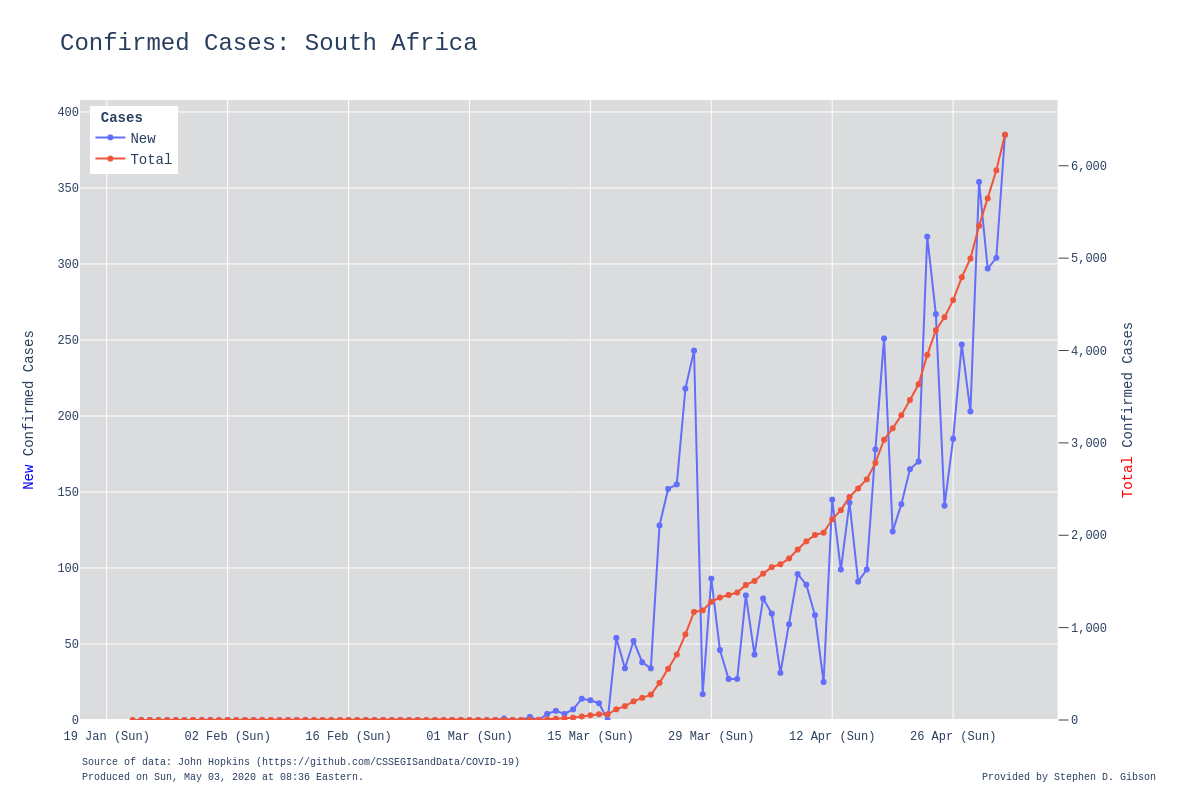 Confirmed Cases: South Africa
Cases
New
Total
400
350
300
250
200
150
100
50
0
6,000
5,000
4,000
3,000
2,000
1,000
0
New Confirmed Cases
Total Confirmed Cases
19 Jan (Sun)
02 Feb (Sun)
16 Feb (Sun)
01 Mar (Sun)
15 Mar (Sun)
29 Mar (Sun)
12 Apr (Sun)
26 Apr (Sun)
Source of data: John Hopkins (https://github.com/CSSEGISandData/COVID-19)
Produced on Sun, May 03, 2020 at 08:36 Eastern.
Provided by Stephen D. Gibson